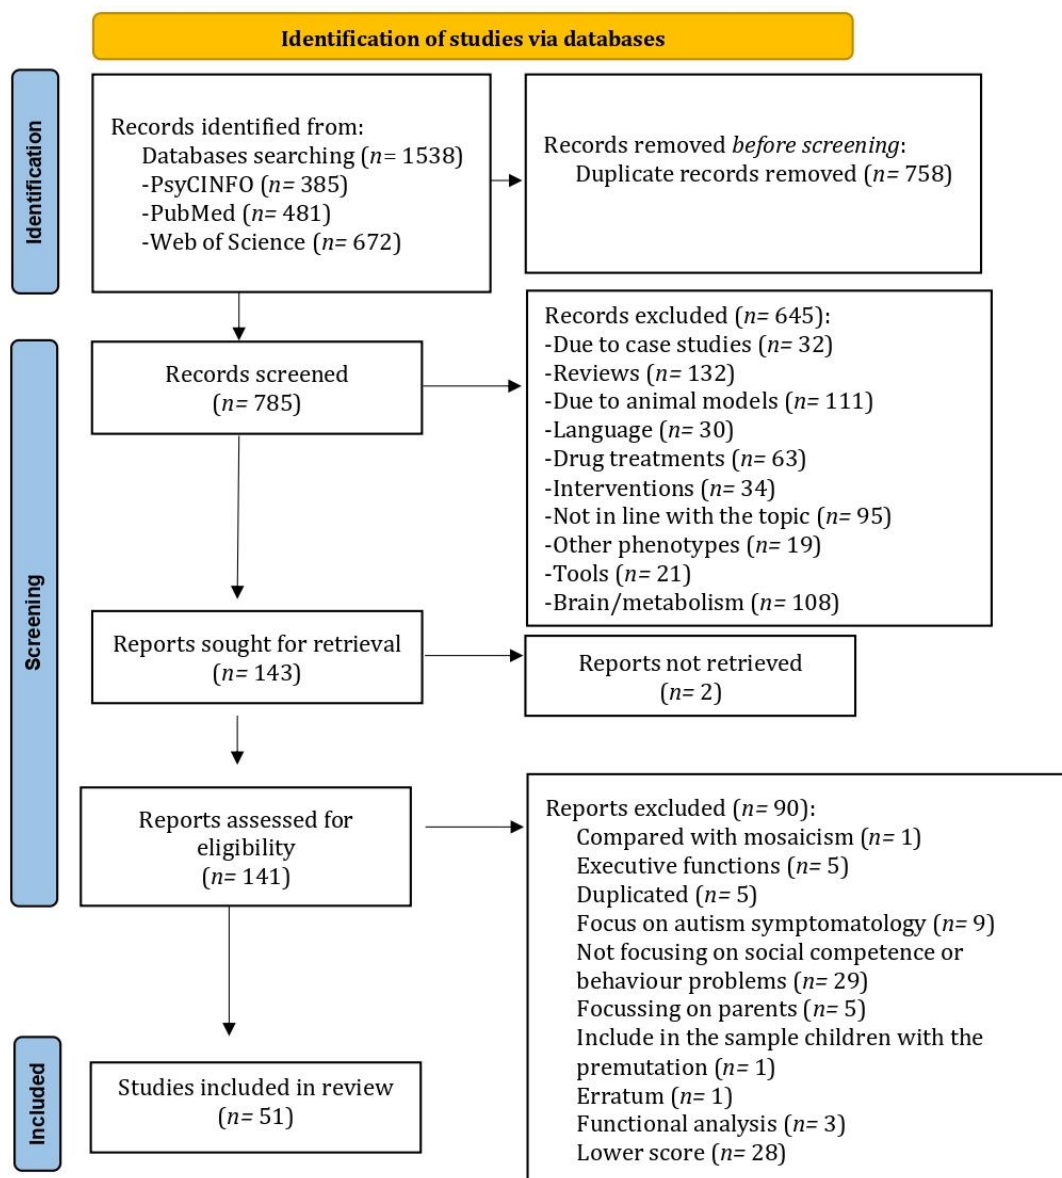 Identification of studies via databases
Identification
Records identified from:
Databases searching (n= 1538)
-PsyCINFO (n= 385)
-PubMed (n= 481)
-Web of Science (n= 672)
Records removed before screening:
Duplicate records removed (n= 758)
Screening
Records screened
(n= 785)
Records excluded (n= 645):
-Due to case studies (n= 32)
-Reviews (n= 132)
-Due to animal models (n= 111)
-Language (n= 30)
-Drug treatments (n= 63)
-Interventions (n= 34)
-Not in line with the topic (n= 95)
-Other phenotypes (n= 19)
-Tools (n= 21)
-Brain/metabolism (n= 108)
Reports sought for retrieval
(n= 143)
Reports not retrieved
(n= 2)
Reports assessed for
eligibility
(n= 141)
Reports excluded (n= 90):
Compared with mosaicism (n= 1)
Executive functions (n= 5)
Duplicated (n= 5)
Focus on autism symptomatology (n= 9)
Not focusing on social competence or
behaviour problems (n= 29)
Focussing on parents (n= 5)
Include in the sample children with the
premutation (n= 1)
Erratum (n= 1)
Functional analysis (n= 3)
Lower score (n= 28)
Included
Studies included in review
(n= 51)